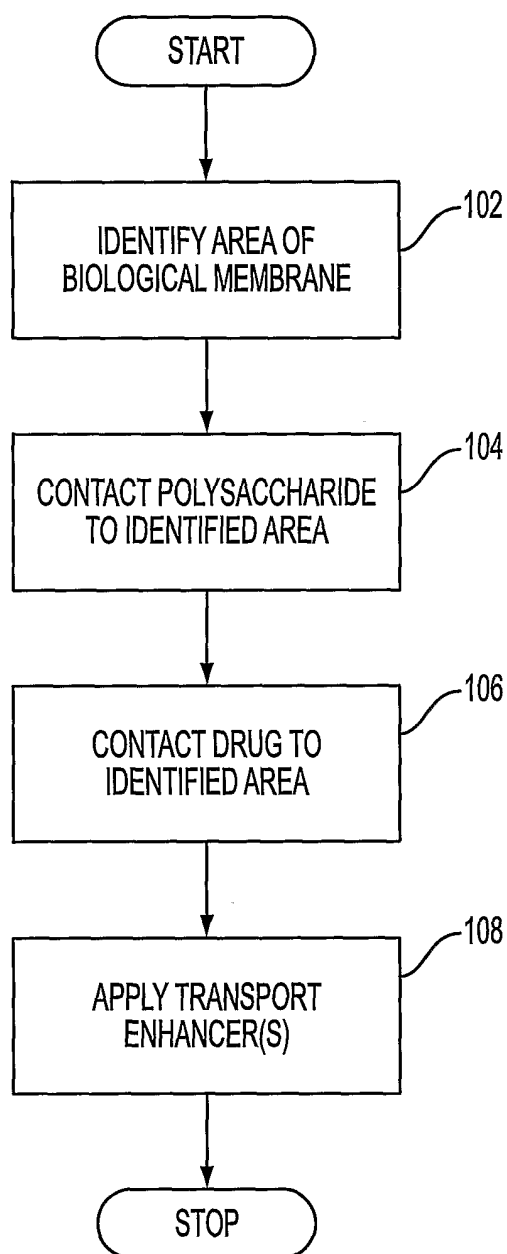 START
102
IDENTIFY AREA OF
BIOLOGICAL MEMBRANE
104
CONTACT POLYSACCHARIDE
TO IDENTIFIED AREA
106
CONTACT DRUG TO
IDENTIFIED AREA
108
APPLY TRANSPORT
ENHANCER(S)
STOP